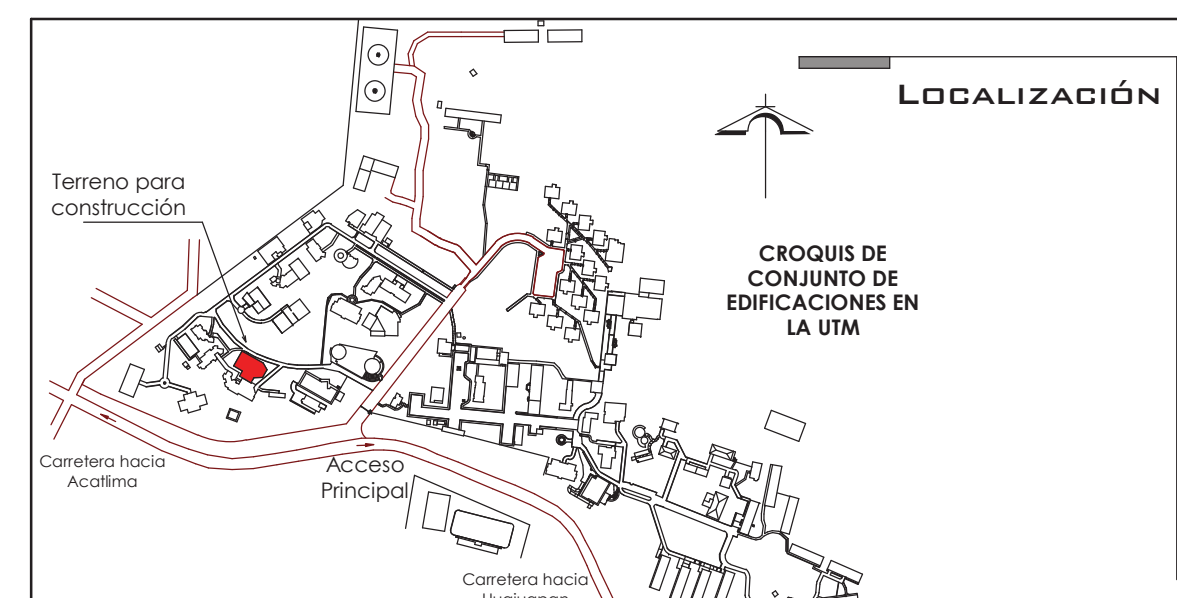 LOCALIZACIÓN
Terreno para
construcción
CROQUIS DE
CONJUNTO DE
EDIFICACIONES EN
LA UTM
Carretera hacia
Acatlima
Acceso
Principal
Carretera hacia
Huajuapan